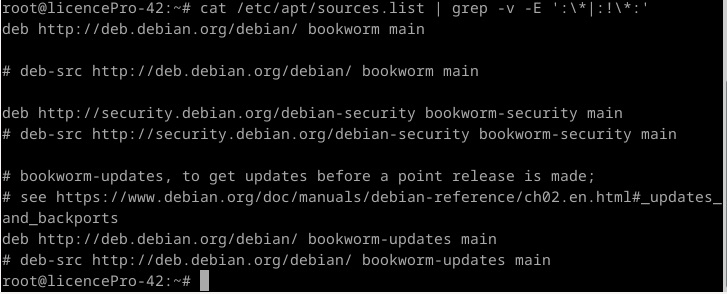 root@licencePro-42:~# cat /etc/apt/sources.list | grep -v -E ':\*|:!\*:'
deb http://deb.debian.org/debian/ bookworm main

# deb-src http://deb.debian.org/debian/ bookworm main

deb http://security.debian.org/debian-security bookworm-security main
# deb-src http://security.debian.org/debian-security bookworm-security main

# bookworm-updates, to get updates before a point release is made;
# see https://www.debian.org/doc/manuals/debian-reference/ch02.en.html#_updates_
and_backports
deb http://deb.debian.org/debian/ bookworm-updates main
# deb-src http://deb.debian.org/debian/ bookworm-updates main
root@licencePro-42:~#